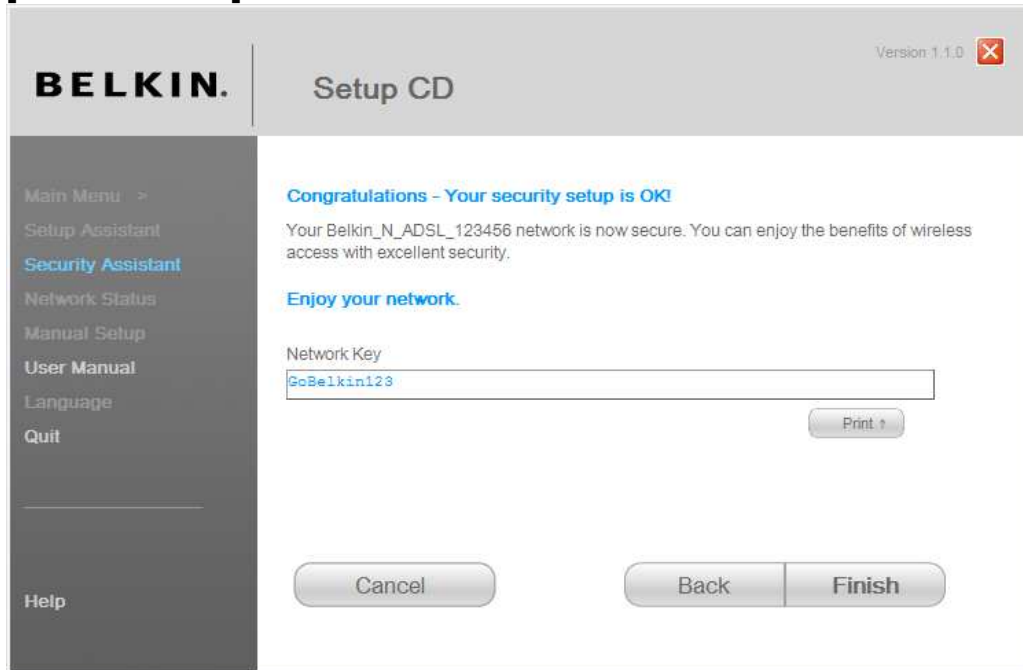 BELKIN.
Setup CD
Version 1.1.0
Main Menu >
Setup Assistant
Security Assistant
Network Status
Manual Setup
User Manual
Language
Quit
Help
Congratulations - Your security setup is OK!
Your Belkin_N_ADSL_123456 network is now secure. You can enjoy the benefits of wireless
access with excellent security.
Enjoy your network.
Network Key
GoBelkin123
Print ↑
Cancel
Back
Finish